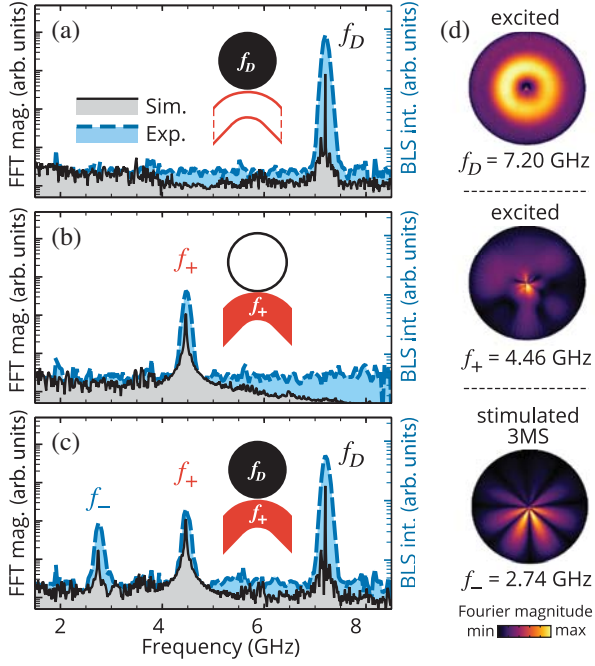 (a)
f_D
f_D
Sim.
Exp.
FFT mag. (arb. units)
BLS int. (arb. units)
(b)
f_+
f_+
FFT mag. (arb. units)
BLS int. (arb. units)
(c)
f_D
f_D
f_+
f_+
f_−
FFT mag. (arb. units)
BLS int. (arb. units)
2 4 6 8
Frequency (GHz)
(d)
excited
f_D = 7.20 GHz
excited
f_+ = 4.46 GHz
stimulated
3MS
f_− = 2.74 GHz
Fourier magnitude
min max